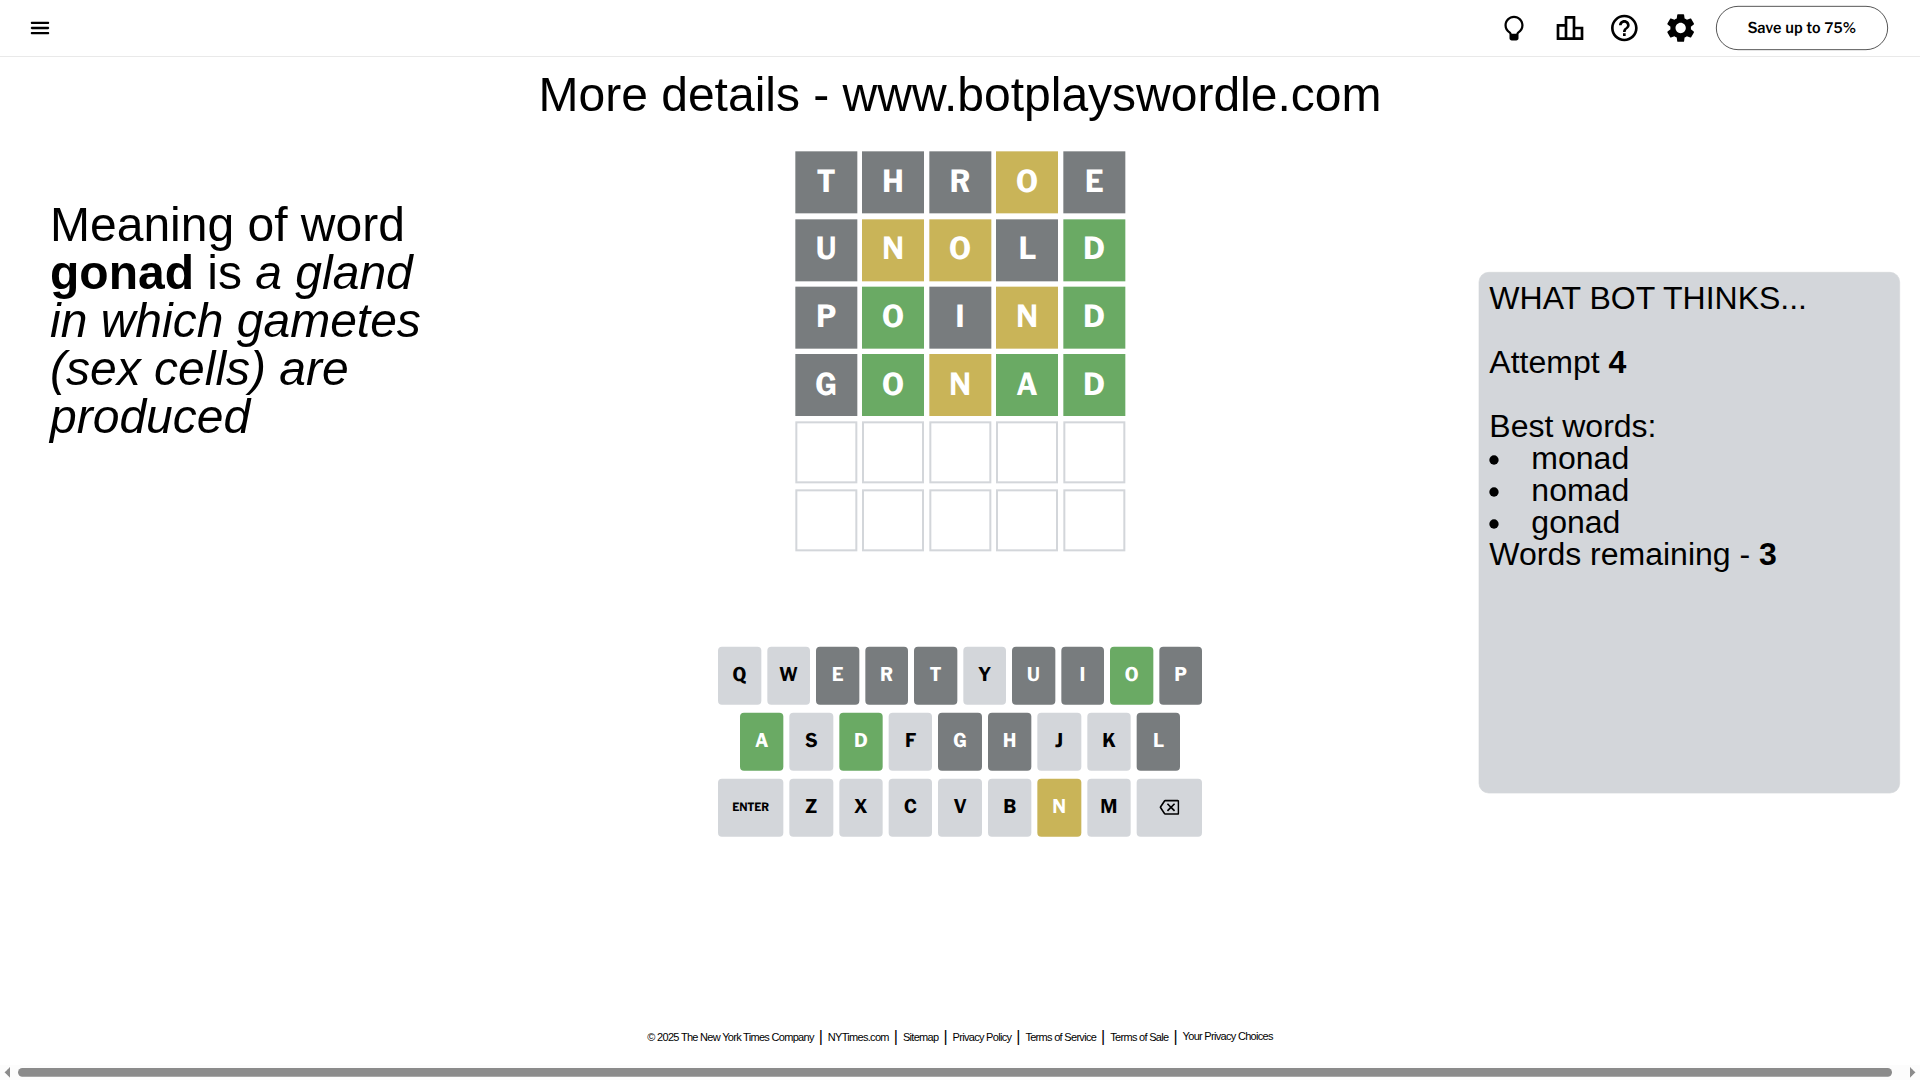 Save up to 75%
More details - www.botplayswordle.com
Meaning of word
gonad is a gland
in which gametes
(sex cells) are
produced
T H R O E
U N O L D
P O I N D
G O N A D
WHAT BOT THINKS...
Attempt 4
Best words:
• monad
• nomad
• gonad
Words remaining - 3
Q W E R T Y U I O P
A S D F G H J K L
ENTER Z X C V B N M
© 2025 The New York Times Company | NYTimes.com | Sitemap | Privacy Policy | Terms of Service | Terms of Sale | Your Privacy Choices